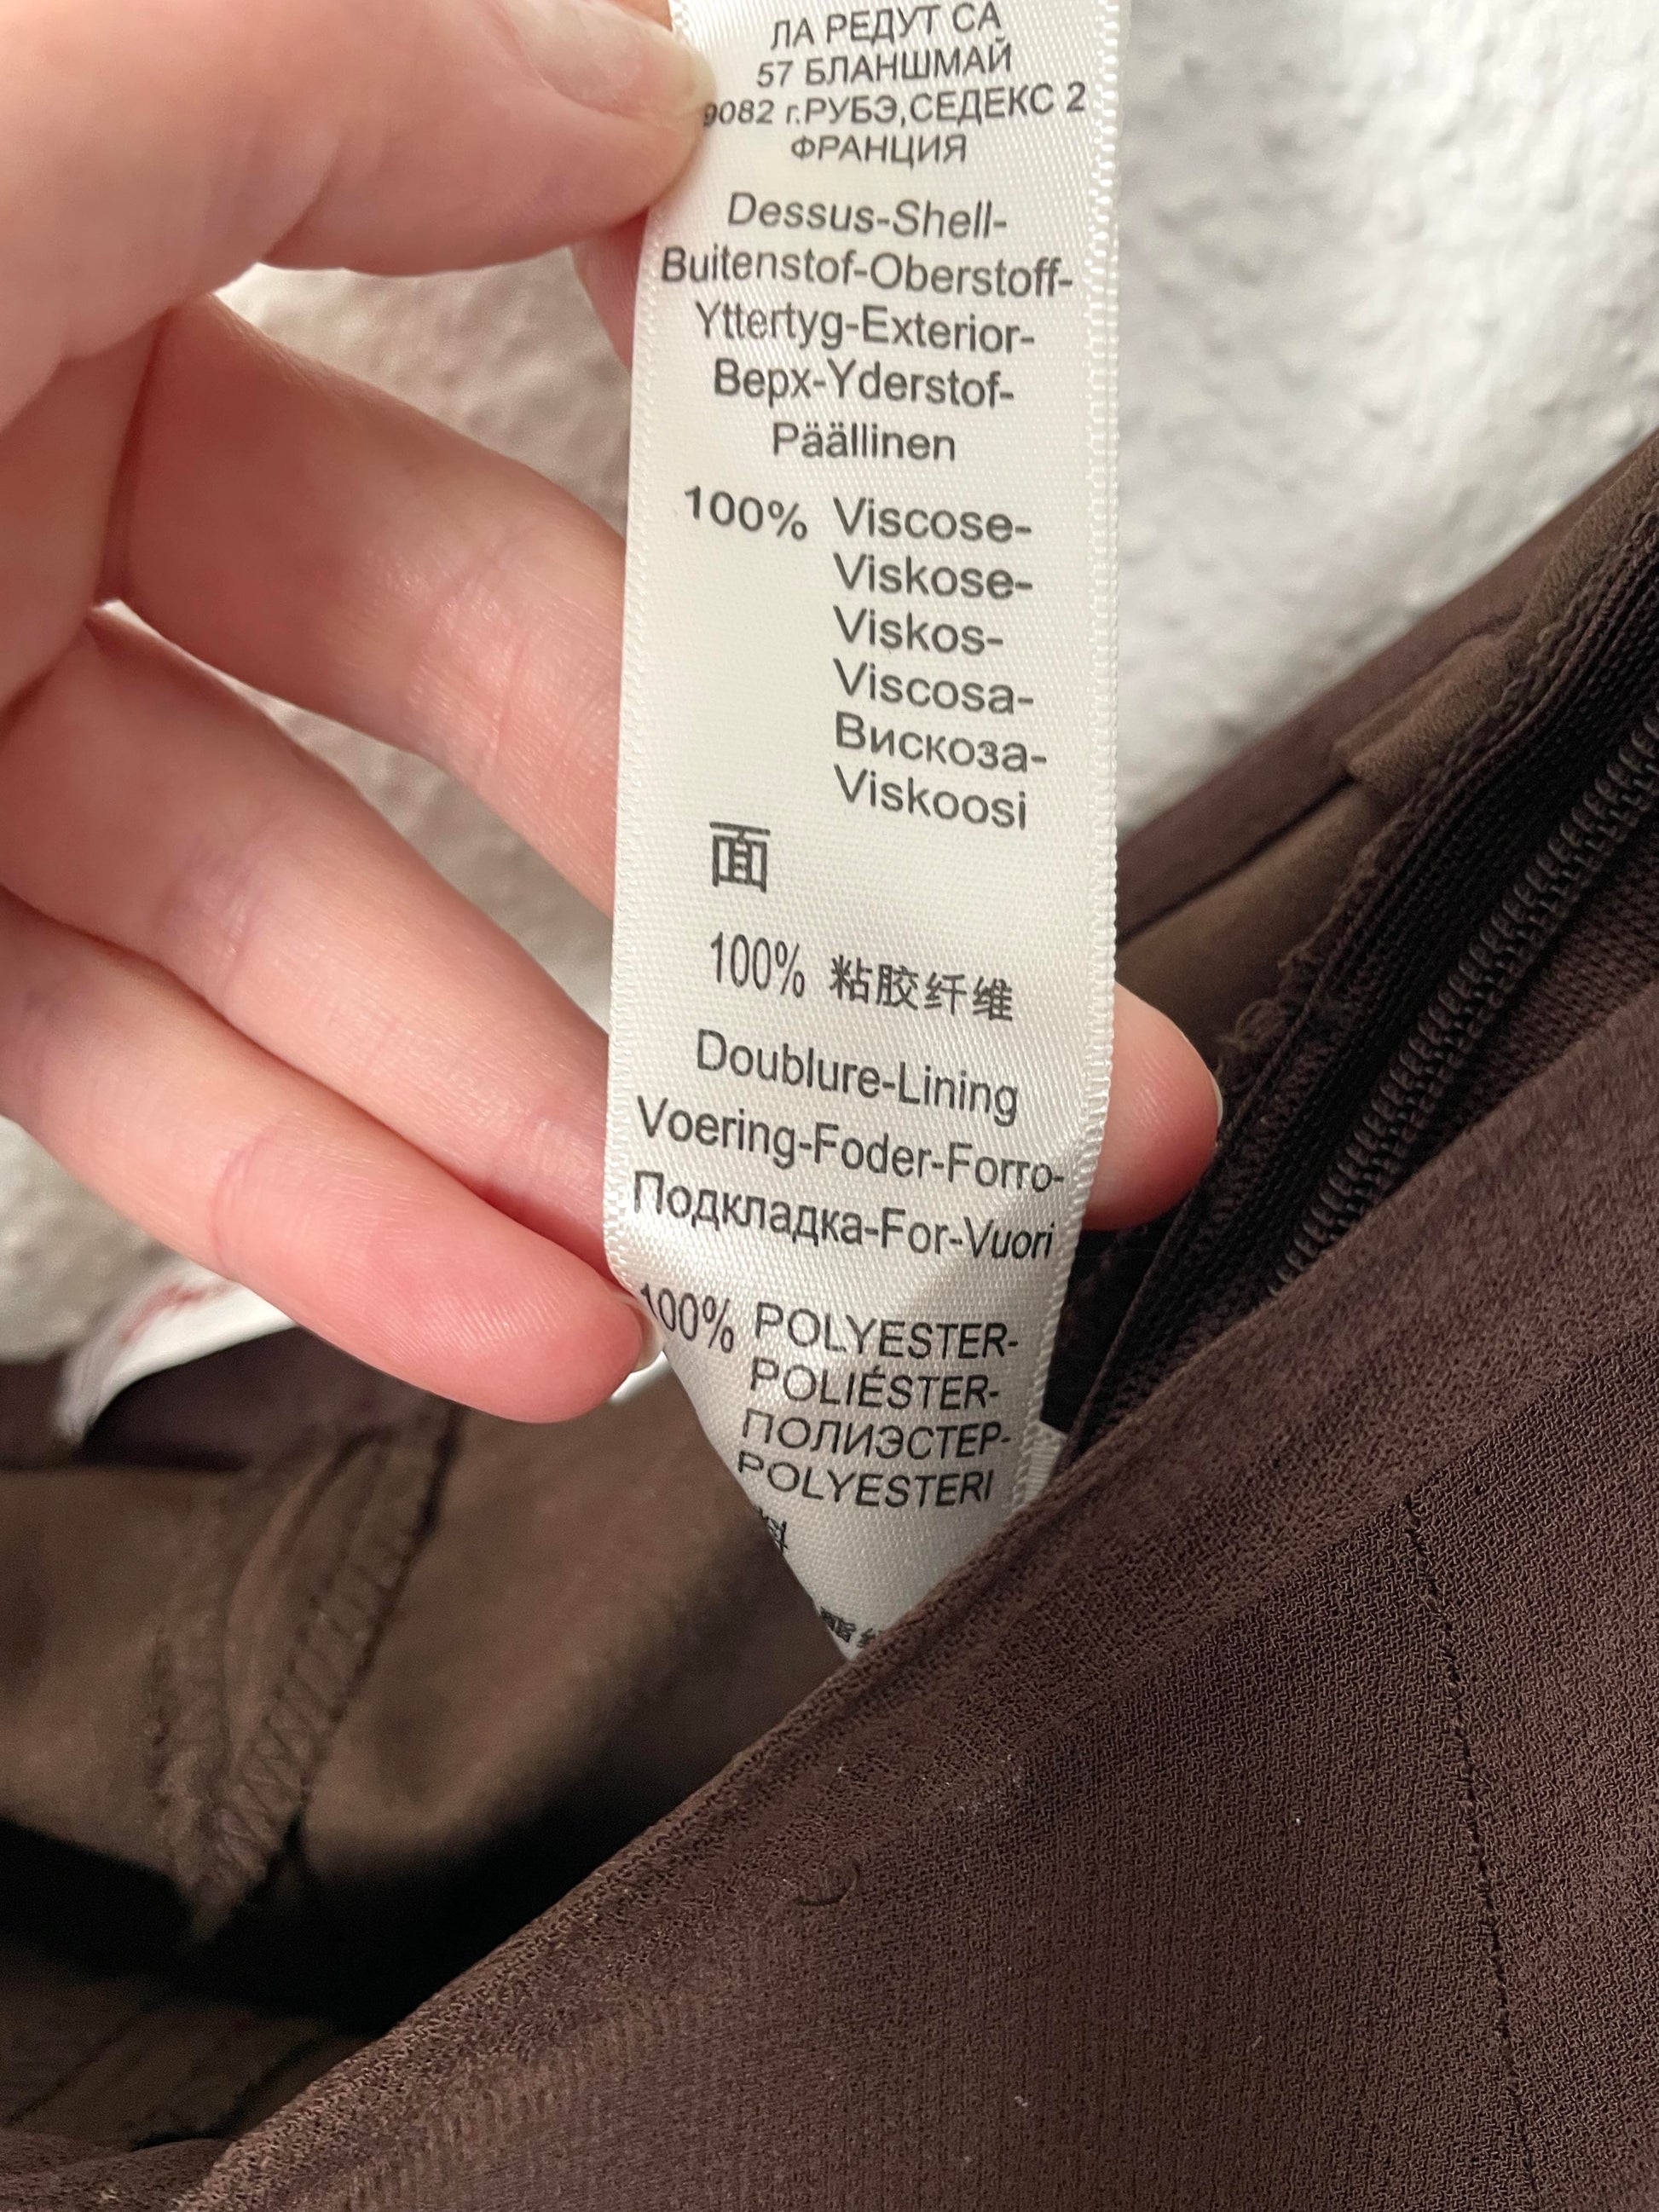 ЛА РЕДУТ СА
57 БЛАНШМАЙ
9082 г.РУБЭ,СЕДЕКС 2
ФРАНЦИЯ
Dessus-Shell-
Buitenstof-Oberstoff-
Yttertyg-Exterior-
Верх-Yderstof-
Päällinen
100% Viscose-
Viskose-
Viskos-
Viscosa-
Вискоза-
Viskoosi
面
100% 粘胶纤维
Doublure-Lining
Voering-Foder-Forro-
Подкладка-For-Vuori
100% POLYESTER-
POLIÉSTER-
ПОЛИЭСТЕР-
POLYESTERI